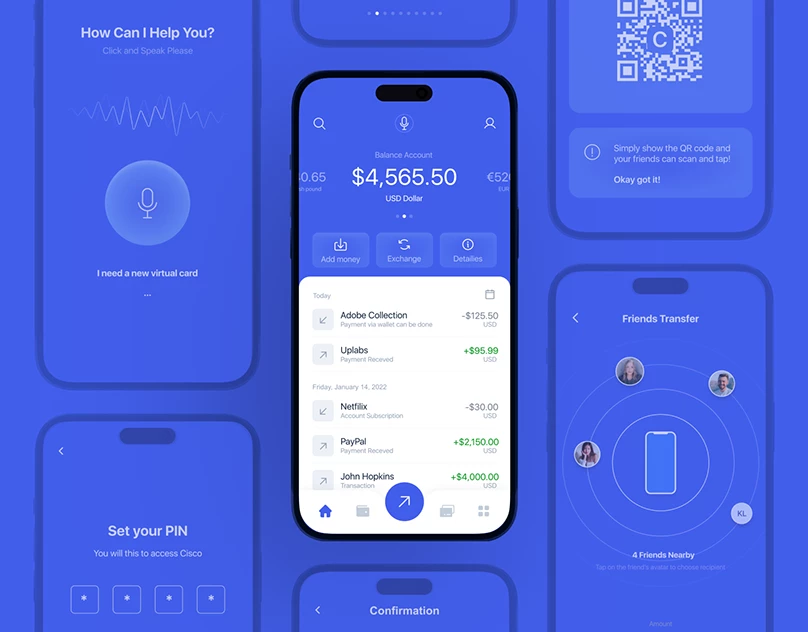 How Can I Help You?
Click and Speak Please
I need a new virtual card
...
Set your PIN
You will this to access Cisco
* * * *
Balance Account
0.65
$4,565.50
€520
pound
USD Dollar
EUR
Add money
Exchange
Detailies
Today
Adobe Collection
-$125.50
Payment via wallet can be done
USD
Uplabs
+$95.99
Payment Receved
USD
Friday, January 14, 2022
Netfilix
-$30.00
Account Subscription
USD
PayPal
+$2,150.00
Payment Receved
USD
John Hopkins
+$4,000.00
Transaction
USD
Confirmation
C
Simply show the QR code and
your friends can scan and tap!
Okay got it!
Friends Transfer
KL
4 Friends Nearby
Tap on the friend's avatar to choose recipient
Amount